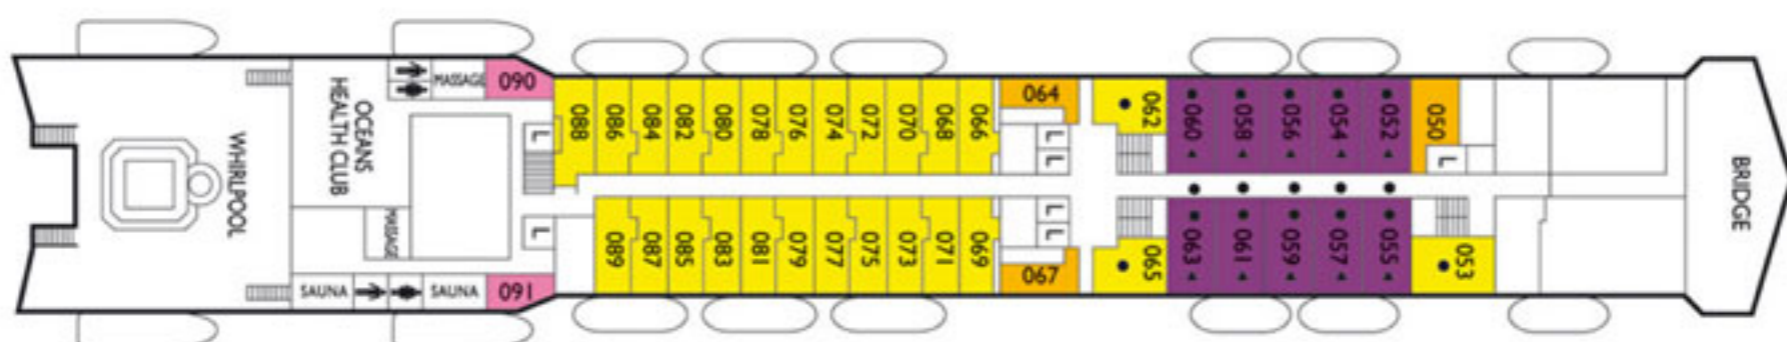 MASSAGE
090
OCEANS
HEALTH CLUB
WHIRLPOOL
MASSAGE
SAUNA
SAUNA
091
L
L
088
086
084
082
080
078
076
074
072
070
068
066
064
L
L
062
060
058
056
054
052
050
L
BRIDGE
089
087
085
083
081
079
077
075
073
071
069
067
L
L
065
063
061
059
057
055
053